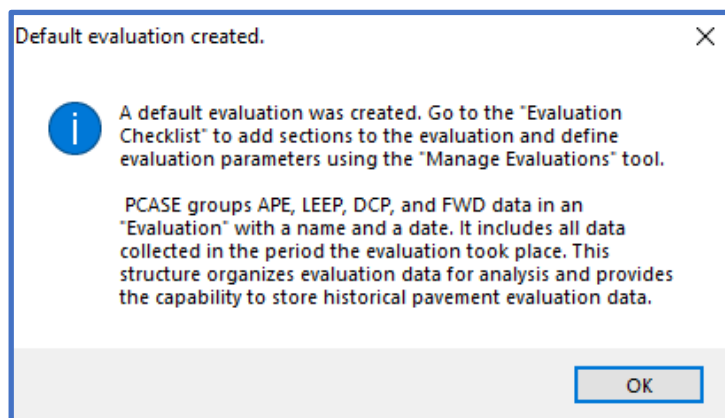 Default evaluation created.
A default evaluation was created. Go to the "Evaluation
Checklist" to add sections to the evaluation and define
evaluation parameters using the "Manage Evaluations" tool.
PCASE groups APE, LEEP, DCP, and FWD data in an
"Evaluation" with a name and a date. It includes all data
collected in the period the evaluation took place. This
structure organizes evaluation data for analysis and provides
the capability to store historical pavement evaluation data.
OK